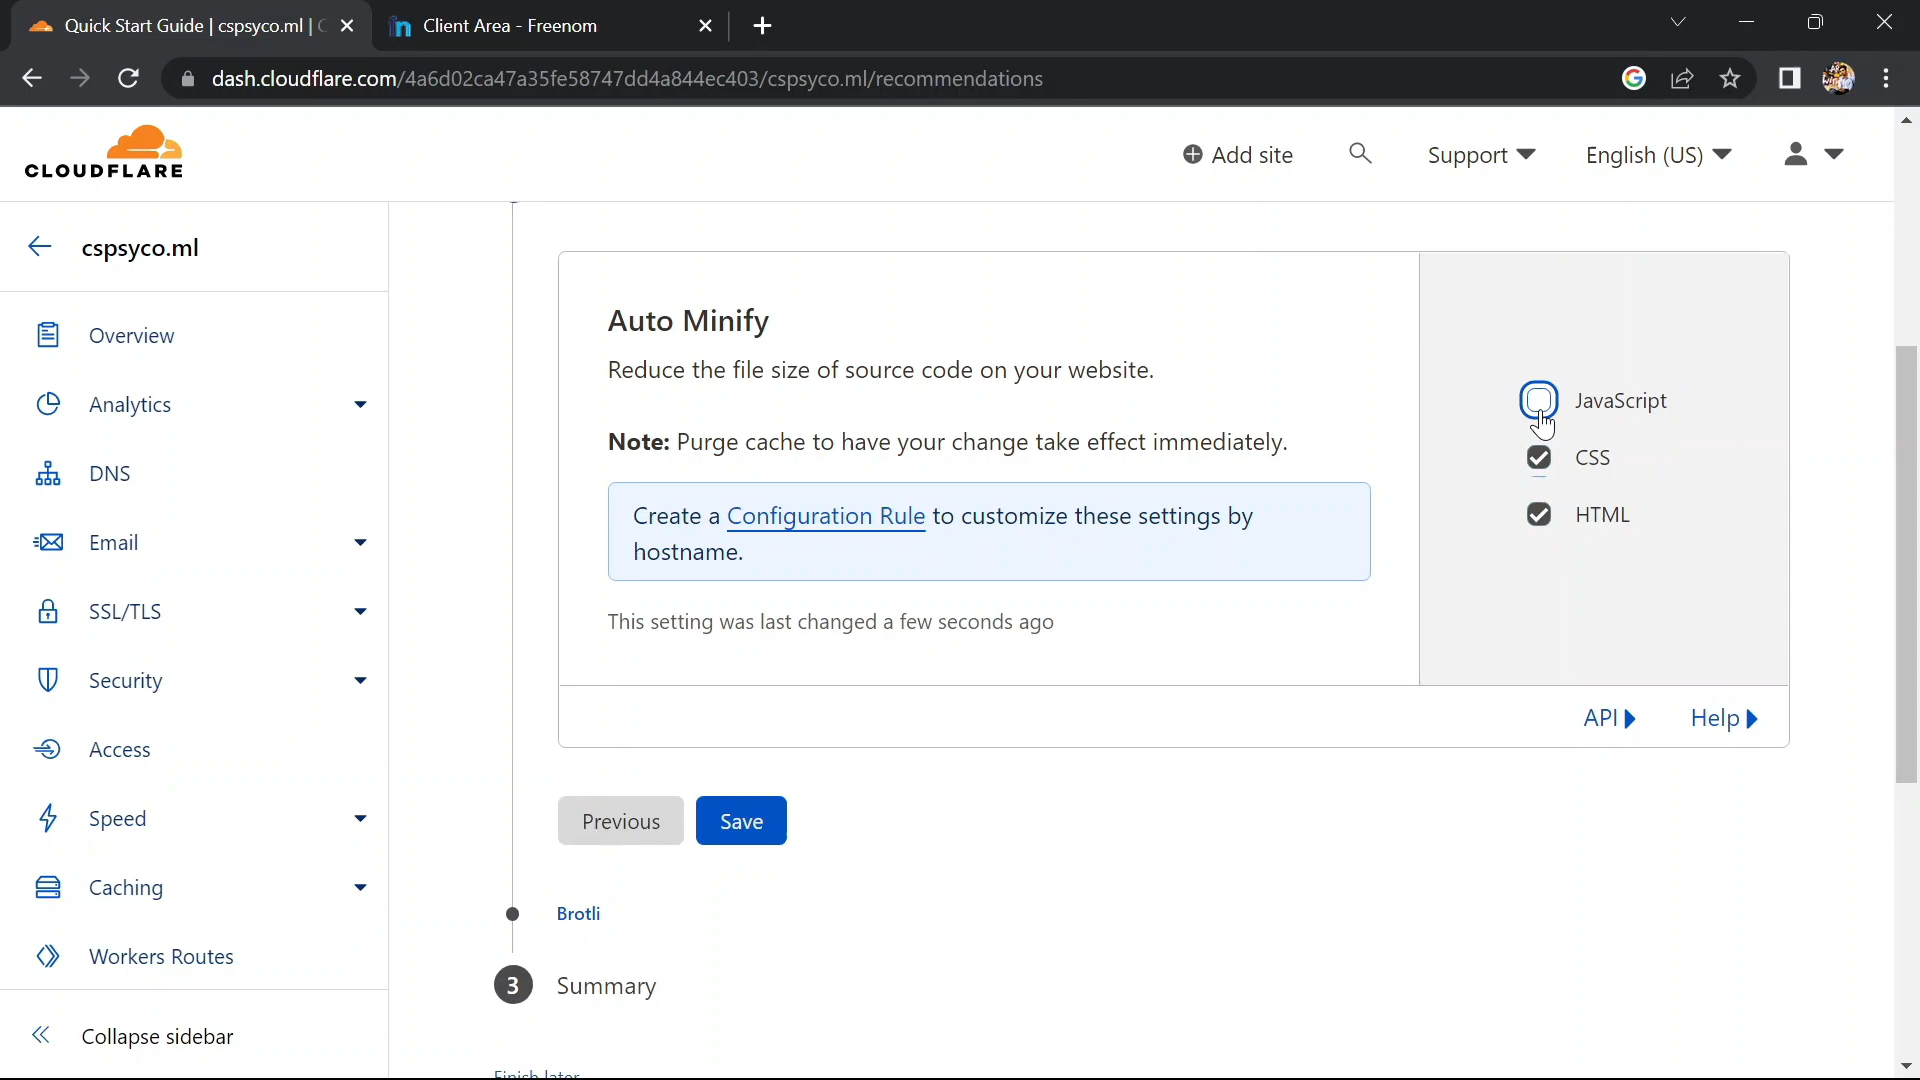 Quick Start Guide | cspsyco.ml |
Client Area - Freenom
dash.cloudflare.com/4a6d02ca47a35fe58747dd4a844ec403/cspsyco.ml/recommendations
CLOUDFLARE
Add site
Support
English (US)
cspsyco.ml
Overview
Analytics
DNS
Email
SSL/TLS
Security
Access
Speed
Caching
Workers Routes
Collapse sidebar
Auto Minify
Reduce the file size of source code on your website.
Note: Purge cache to have your change take effect immediately.
Create a Configuration Rule to customize these settings by
hostname.
This setting was last changed a few seconds ago
JavaScript
CSS
HTML
API
Help
Previous
Save
Brotli
3 Summary
Finish later